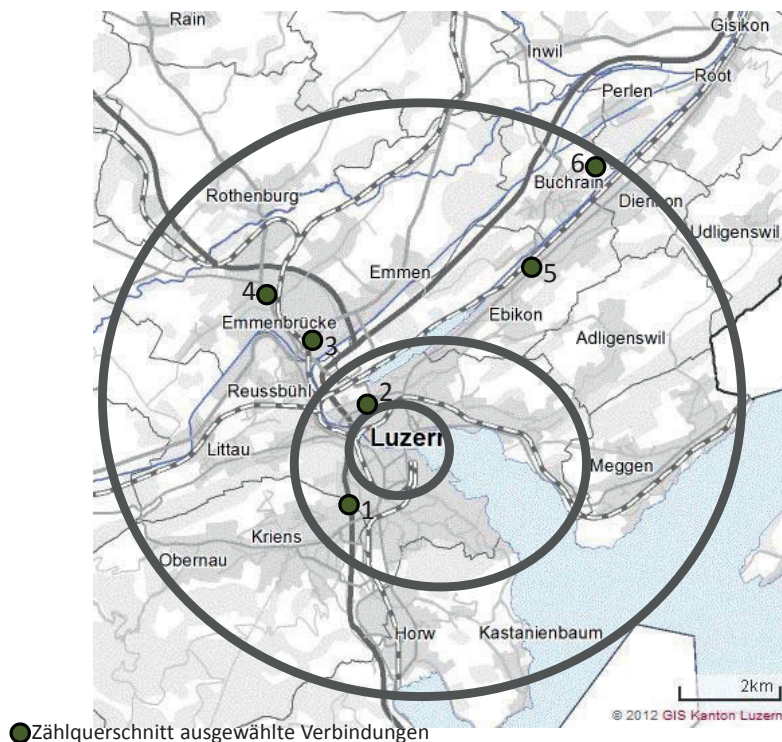 Gisikon
Rain
Inwil
Root
Perlen
6
Buchrain
Rothenburg
Dierikon
Udligenswil
Emmen
5
4
Ebikon
Emmenbrücke
Adligenswil
3
Reussbühl
2
Luzern
Littau
Meggen
1
Kriens
Obernau
Horw
Kastanienbaum
2km
© 2012 GIS Kanton Luzern
Zählquerschnitt ausgewählte Verbindungen